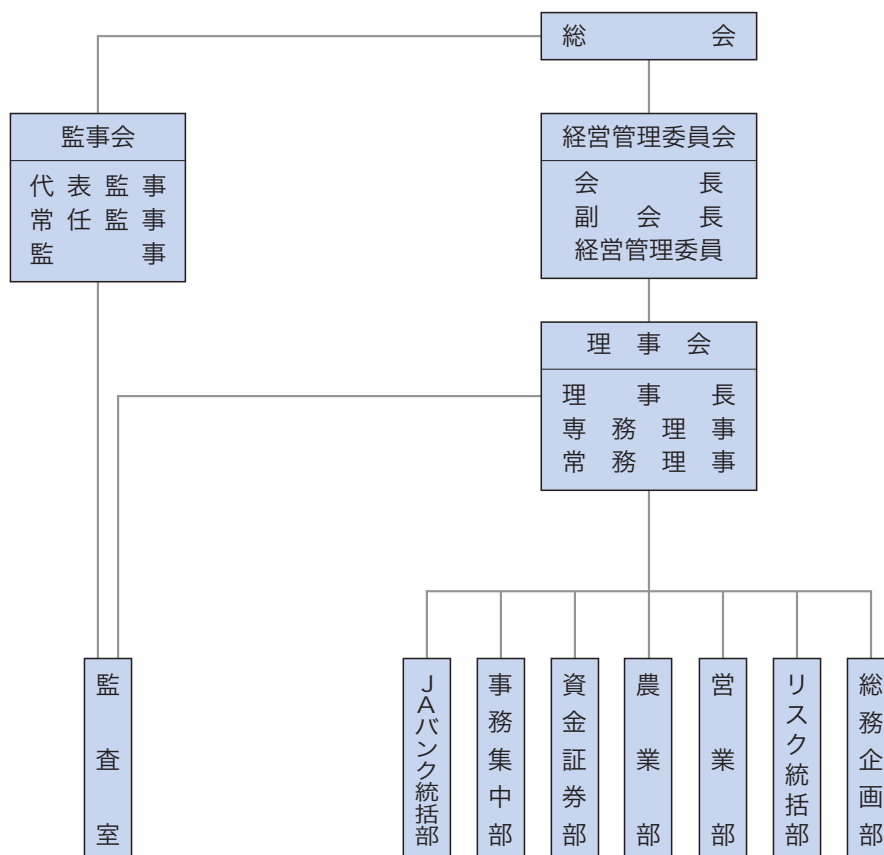 総会
監事会
代表監事
常任監事
監事
経営管理委員会
会長
副会長
経営管理委員
理事会
理事長
専務理事
常務理事
監査室
JAバンク統括部
事務集中部
資金証券部
農業部
営業部
リスク統括部
総務企画部